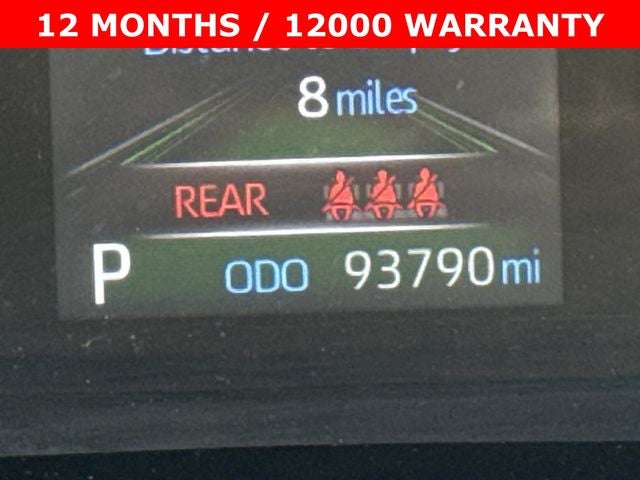 12 MONTHS / 12000 WARRANTY
8 miles
REAR
P ODO 93790 mi